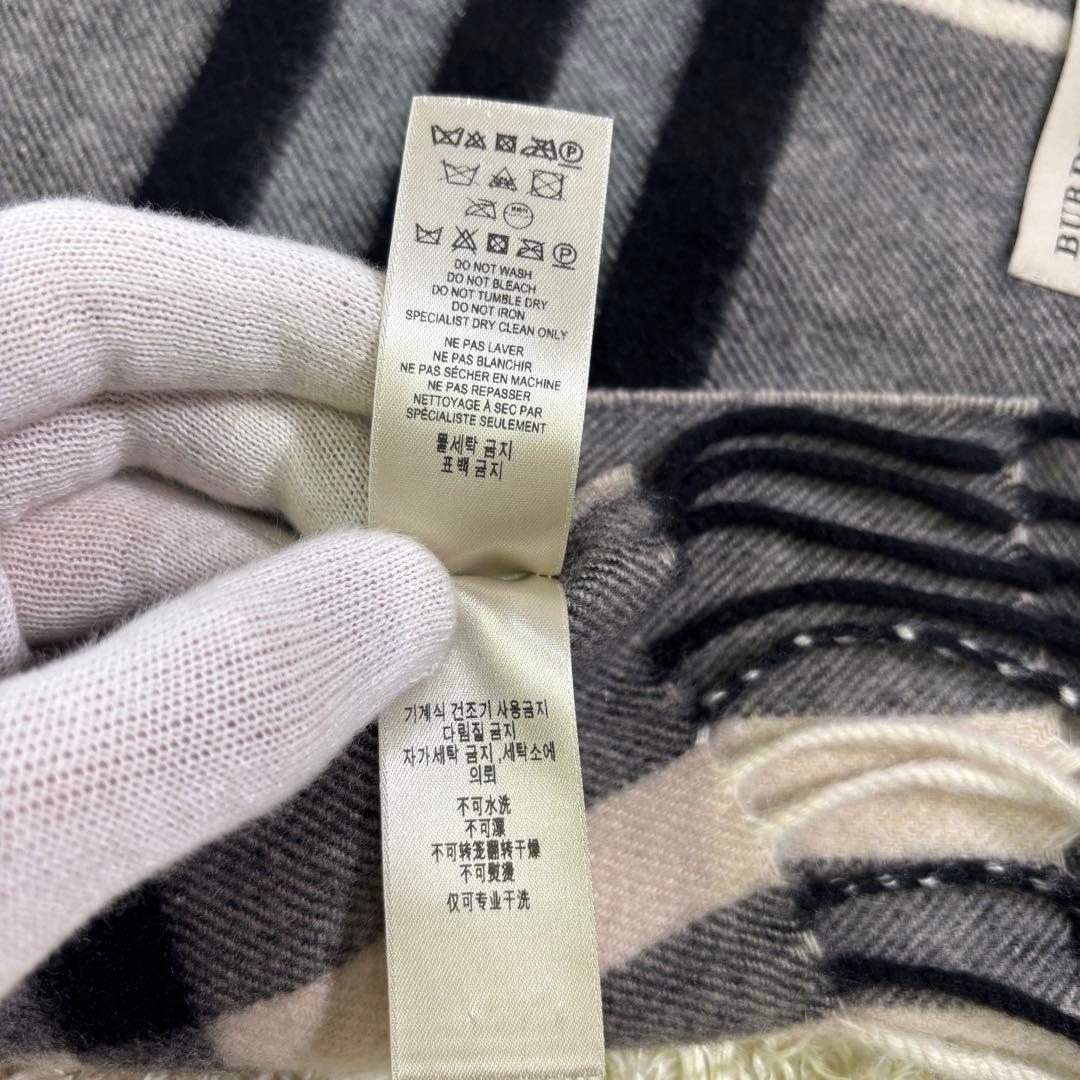 DO NOT WASH
DO NOT BLEACH
DO NOT TUMBLE DRY
DO NOT IRON
SPECIALIST DRY CLEAN ONLY
NE PAS LAVER
NE PAS BLANCHIR
NE PAS SÉCHER EN MACHINE
NE PAS REPASSER
NETTOYAGE À SEC PAR
SPÉCIALISTE SEULEMENT
물세탁 금지
표백 금지
기계식 건조기 사용금지
다림질 금지
자가세탁 금지 ,세탁소에
의뢰
不可水洗
不可漂
不可转笼翻转干燥
不可熨烫
仅可专业干洗